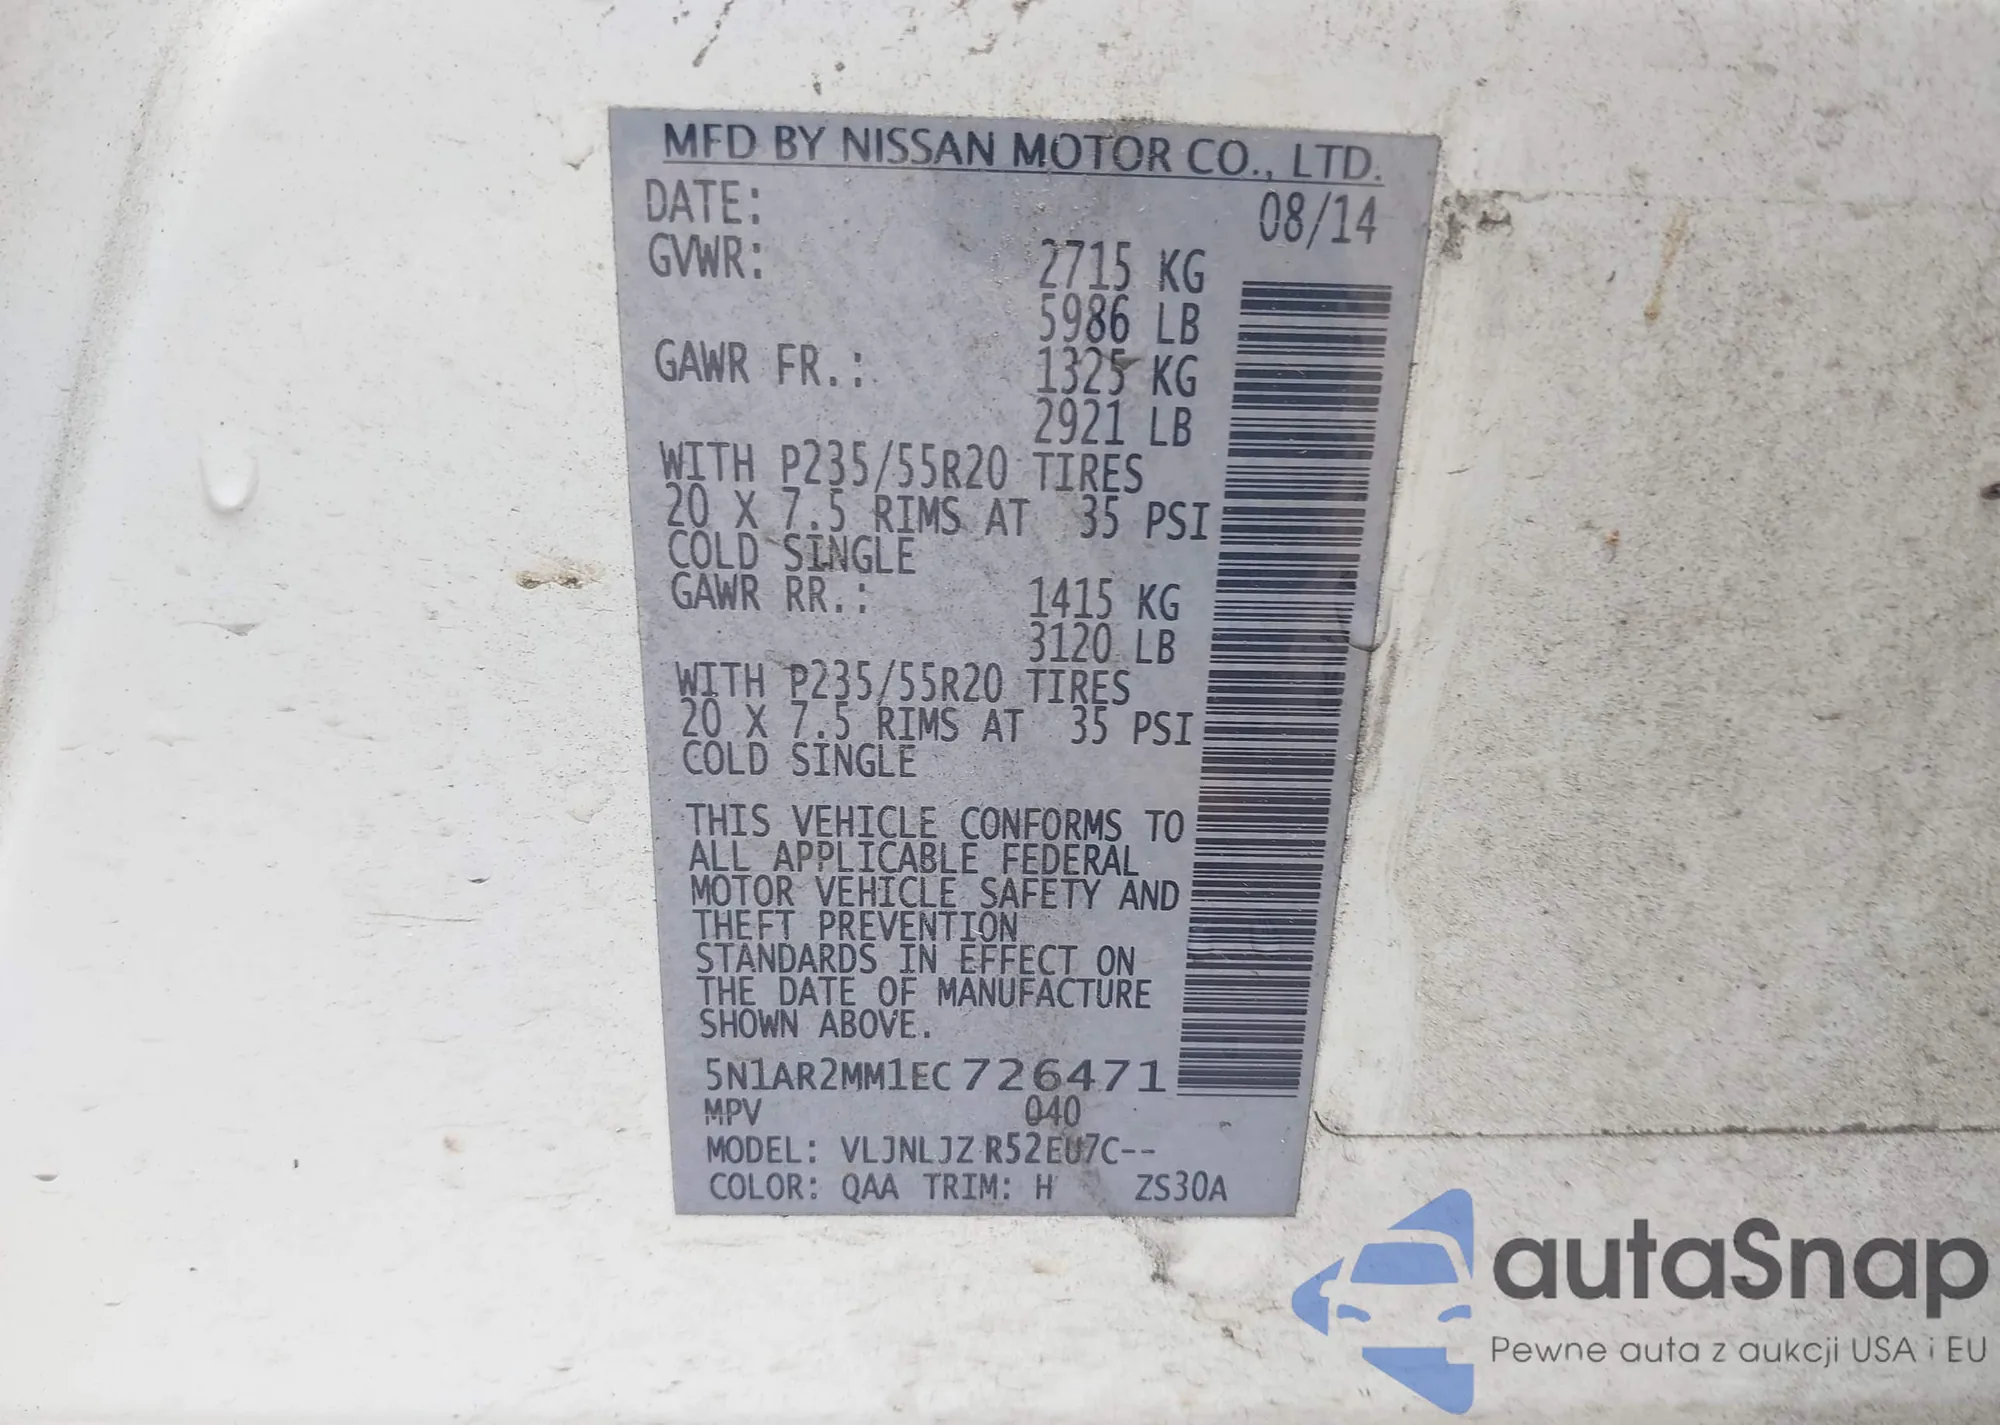 MFD BY NISSAN MOTOR CO., LTD.
DATE: 08/14
GVWR: 2715 KG
5986 LB
GAWR FR.: 1325 KG
2921 LB
WITH P235/55R20 TIRES
20 X 7.5 RIMS AT 35 PSI
COLD SINGLE
GAWR RR.: 1415 KG
3120 LB
WITH P235/55R20 TIRES
20 X 7.5 RIMS AT 35 PSI
COLD SINGLE
THIS VEHICLE CONFORMS TO
ALL APPLICABLE FEDERAL
MOTOR VEHICLE SAFETY AND
THEFT PREVENTION
STANDARDS IN EFFECT ON
THE DATE OF MANUFACTURE
SHOWN ABOVE.
5N1AR2MM1EC726471
MPV 040
MODEL: VLJNLJZ R52EU7C--
COLOR: QAA TRIM: H ZS30A
autaSnap
Pewne auta z aukcji USA i EU